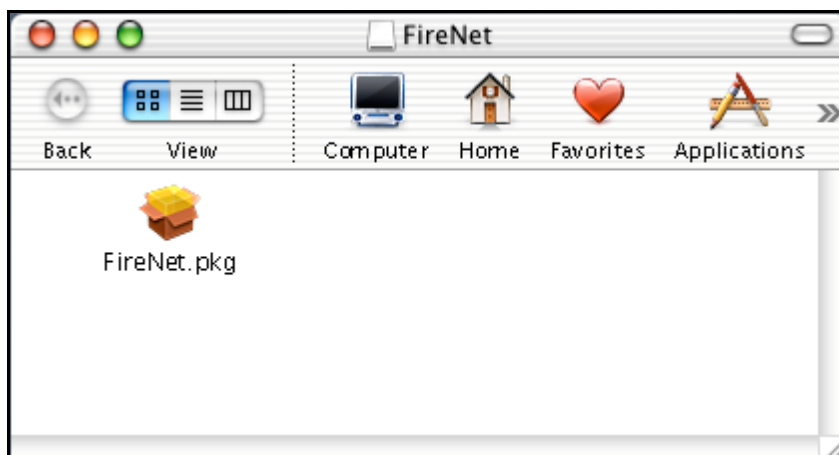 FireNet
Back View Computer Home Favorites Applications
FireNet.pkg